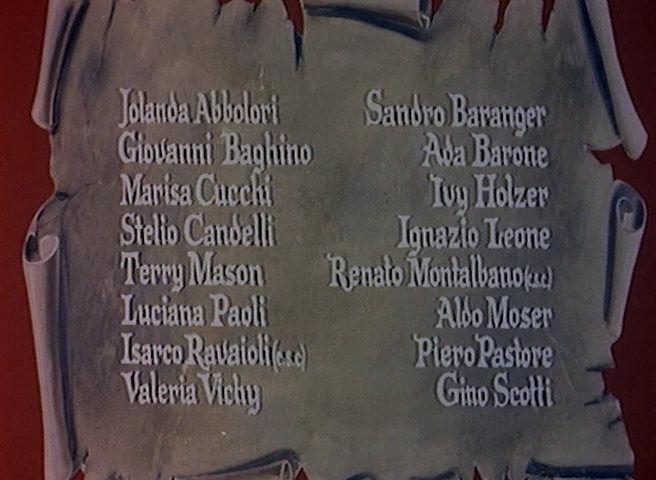 Jolanda Abbolori Sandro Baranger
Giovanni Baghino Ada Barone
Marisa Cucchi Ivy Holzer
Stelio Candelli Ignazio Leone
Terry Mason Renato Montalbano (c.s.c)
Luciana Paoli Aldo Moser
Isarco Ravaioli (c.s.c) Piero Pastore
Valeria Vichy Gino Scotti